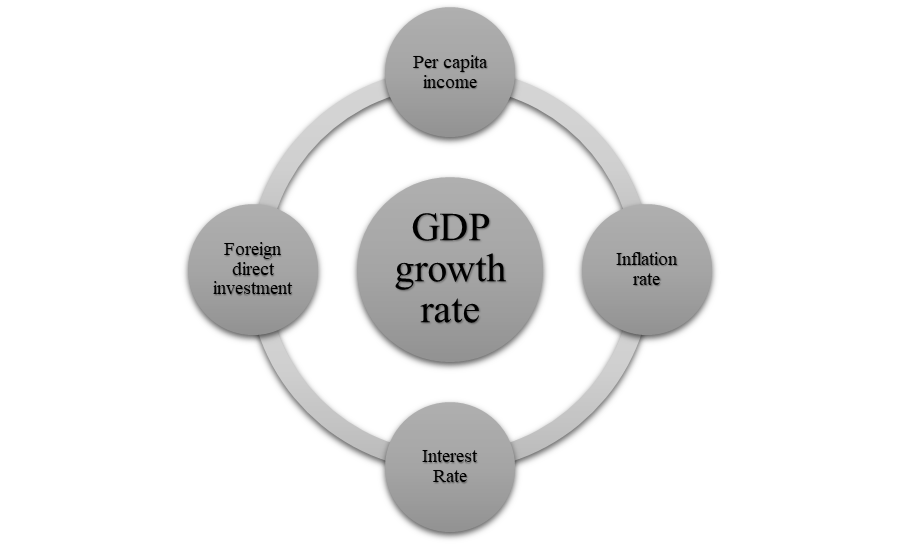 Per capita
income
Foreign
direct
investment
GDP
growth
rate
Inflation
rate
Interest
Rate